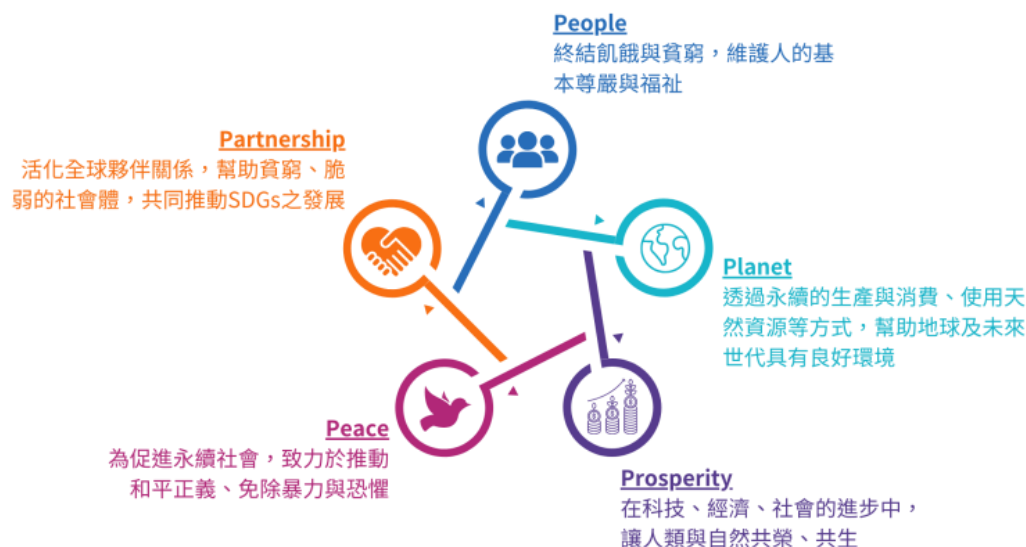 People
終結飢餓與貧窮，維護人的基
本尊嚴與福祉
Partnership
活化全球夥伴關係，幫助貧窮、脆
弱的社會體，共同推動SDGs之發展
Planet
透過永續的生產與消費、使用天
然資源等方式，幫助地球及未來
世代具有良好環境
Peace
為促進永續社會，致力於推動
和平正義、免除暴力與恐懼
Prosperity
在科技、經濟、社會的進步中，
讓人類與自然共榮、共生